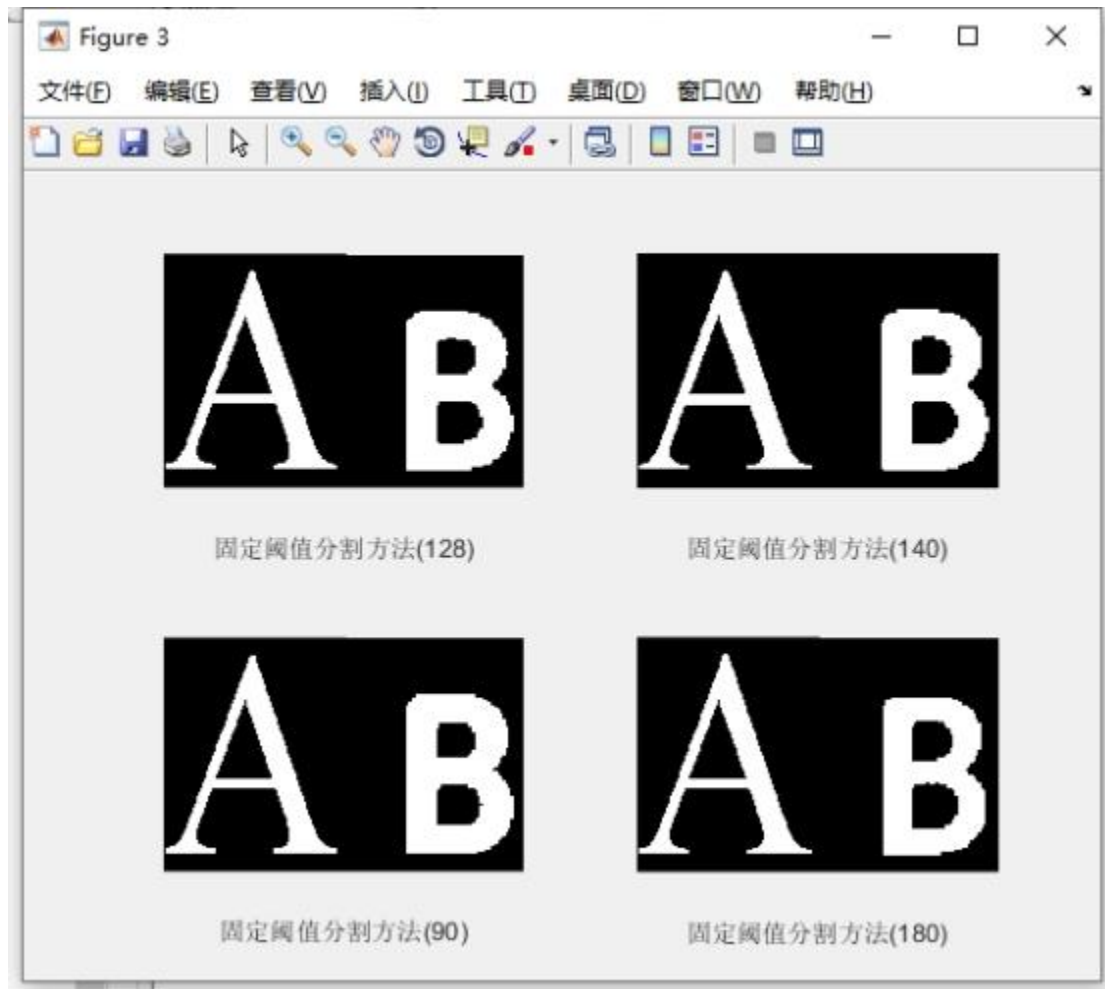 Figure 3
文件(F) 编辑(E) 查看(V) 插入(I) 工具(T) 桌面(D) 窗口(W) 帮助(H)
A B
A B
固定阈值分割方法(128)
固定阈值分割方法(140)
A B
A B
固定阈值分割方法(90)
固定阈值分割方法(180)